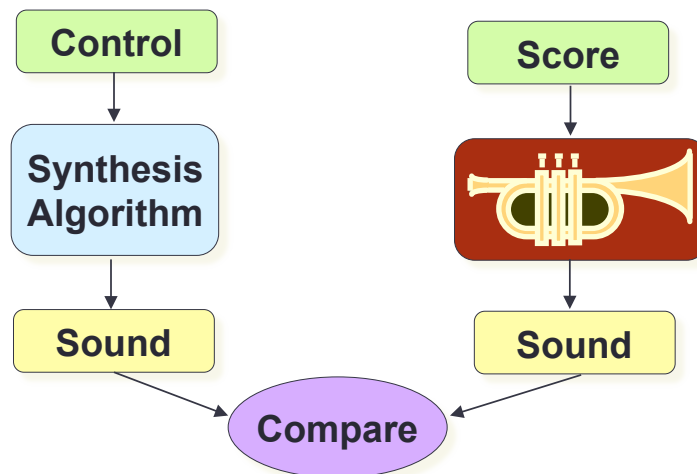 Control
Synthesis
Algorithm
Sound
Score
Sound
Compare